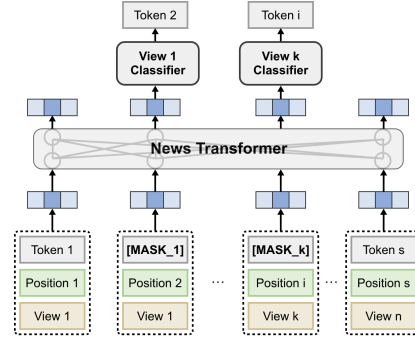 Token 2 Token i
View 1 Classifier View k Classifier
News Transformer
Token 1 [MASK_1] [MASK_k] Token s
Position 1 Position 2 ... Position i ... Position s
View 1 View 1 View k View n